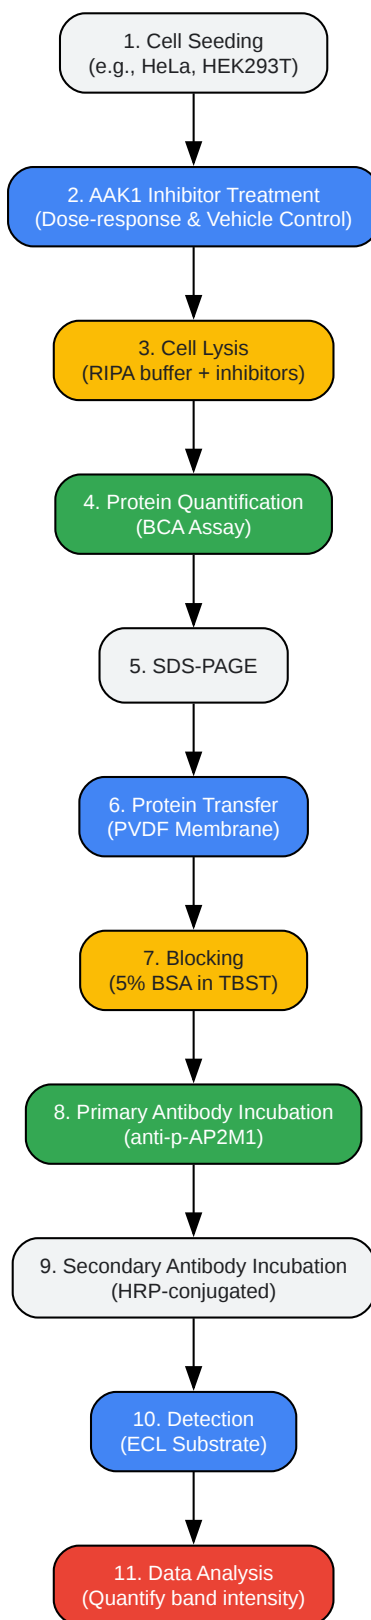 1. Cell Seeding
(e.g., HeLa, HEK293T)
2. AAK1 Inhibitor Treatment
(Dose-response & Vehicle Control)
3. Cell Lysis
(RIPA buffer + inhibitors)
4. Protein Quantification
(BCA Assay)
5. SDS-PAGE
6. Protein Transfer
(PVDF Membrane)
7. Blocking
(5% BSA in TBST)
8. Primary Antibody Incubation
(anti-p-AP2M1)
9. Secondary Antibody Incubation
(HRP-conjugated)
10. Detection
(ECL Substrate)
11. Data Analysis
(Quantify band intensity)